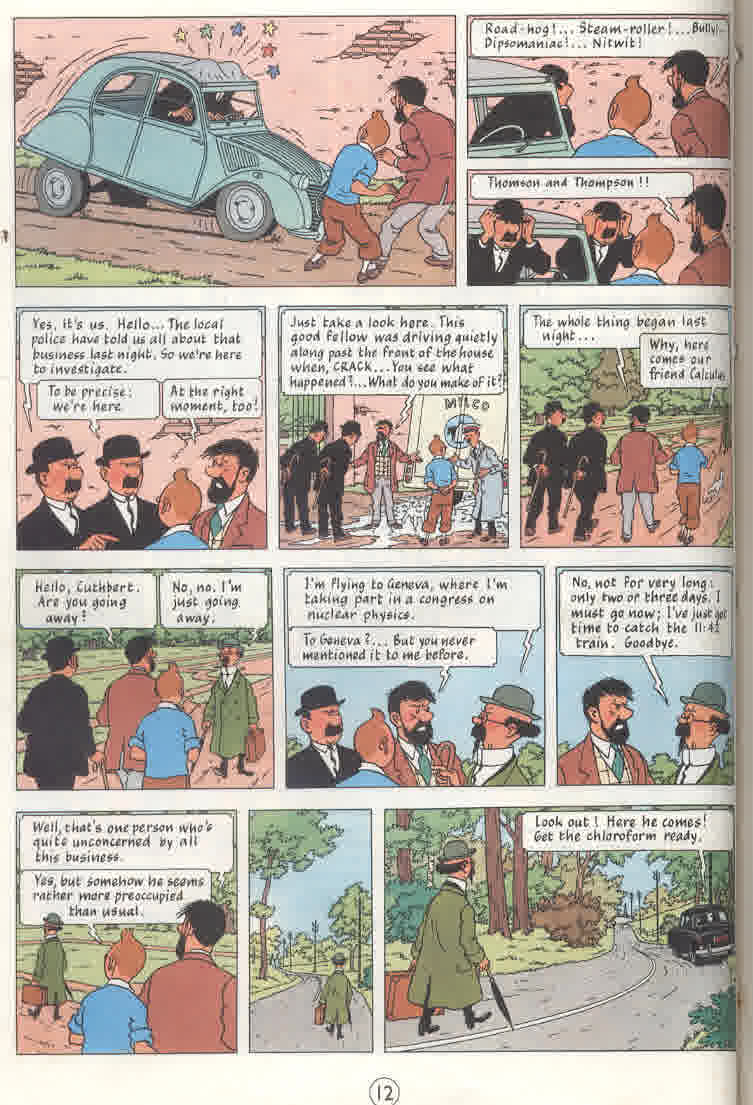 Road-hog!... Steam-roller!... Bully!..
Dipsomaniac!... Nitwit!
Thomson and Thompson!!
Yes, it's us. Hello... The local
police have told us all about that
business last night. So we're here
to investigate.
To be precise:
we're here.
At the right
moment, too!
Just take a look here. This
good fellow was driving quietly
along past the front of the house
when, CRACK... You see what
happened?...What do you make of it?
MILCO
The whole thing began last
night...
Why, here
comes our
friend Calculus
Hello, Cuthbert.
Are you going
away?
No, no. I'm
just going
away.
I'm flying to Geneva, where I'm
taking part in a congress on
nuclear physics.
To Geneva?... But you never
mentioned it to me before.
No, not for very long:
only two or three days. I
must go now; I've just got
time to catch the 11:42
train. Goodbye.
Well, that's one person who's
quite unconcerned by all
this business.
Yes, but somehow he seems
rather more preoccupied
than usual.
Look out! Here he comes!
Get the chloroform ready.
12